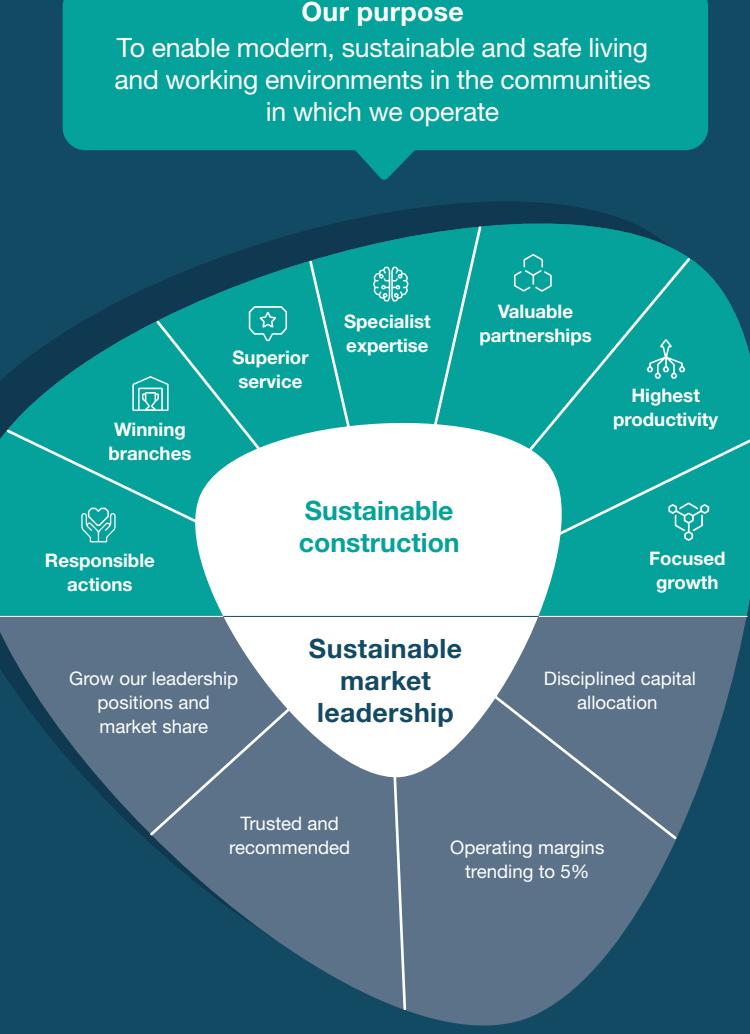 Our purpose
To enable modern, sustainable and safe living
and working environments in the communities
in which we operate
Responsible
actions
Winning
branches
Superior
service
Specialist
expertise
Valuable
partnerships
Highest
productivity
Focused
growth
Sustainable
construction
Sustainable
market
leadership
Grow our leadership
positions and
market share
Trusted and
recommended
Operating margins
trending to 5%
Disciplined capital
allocation